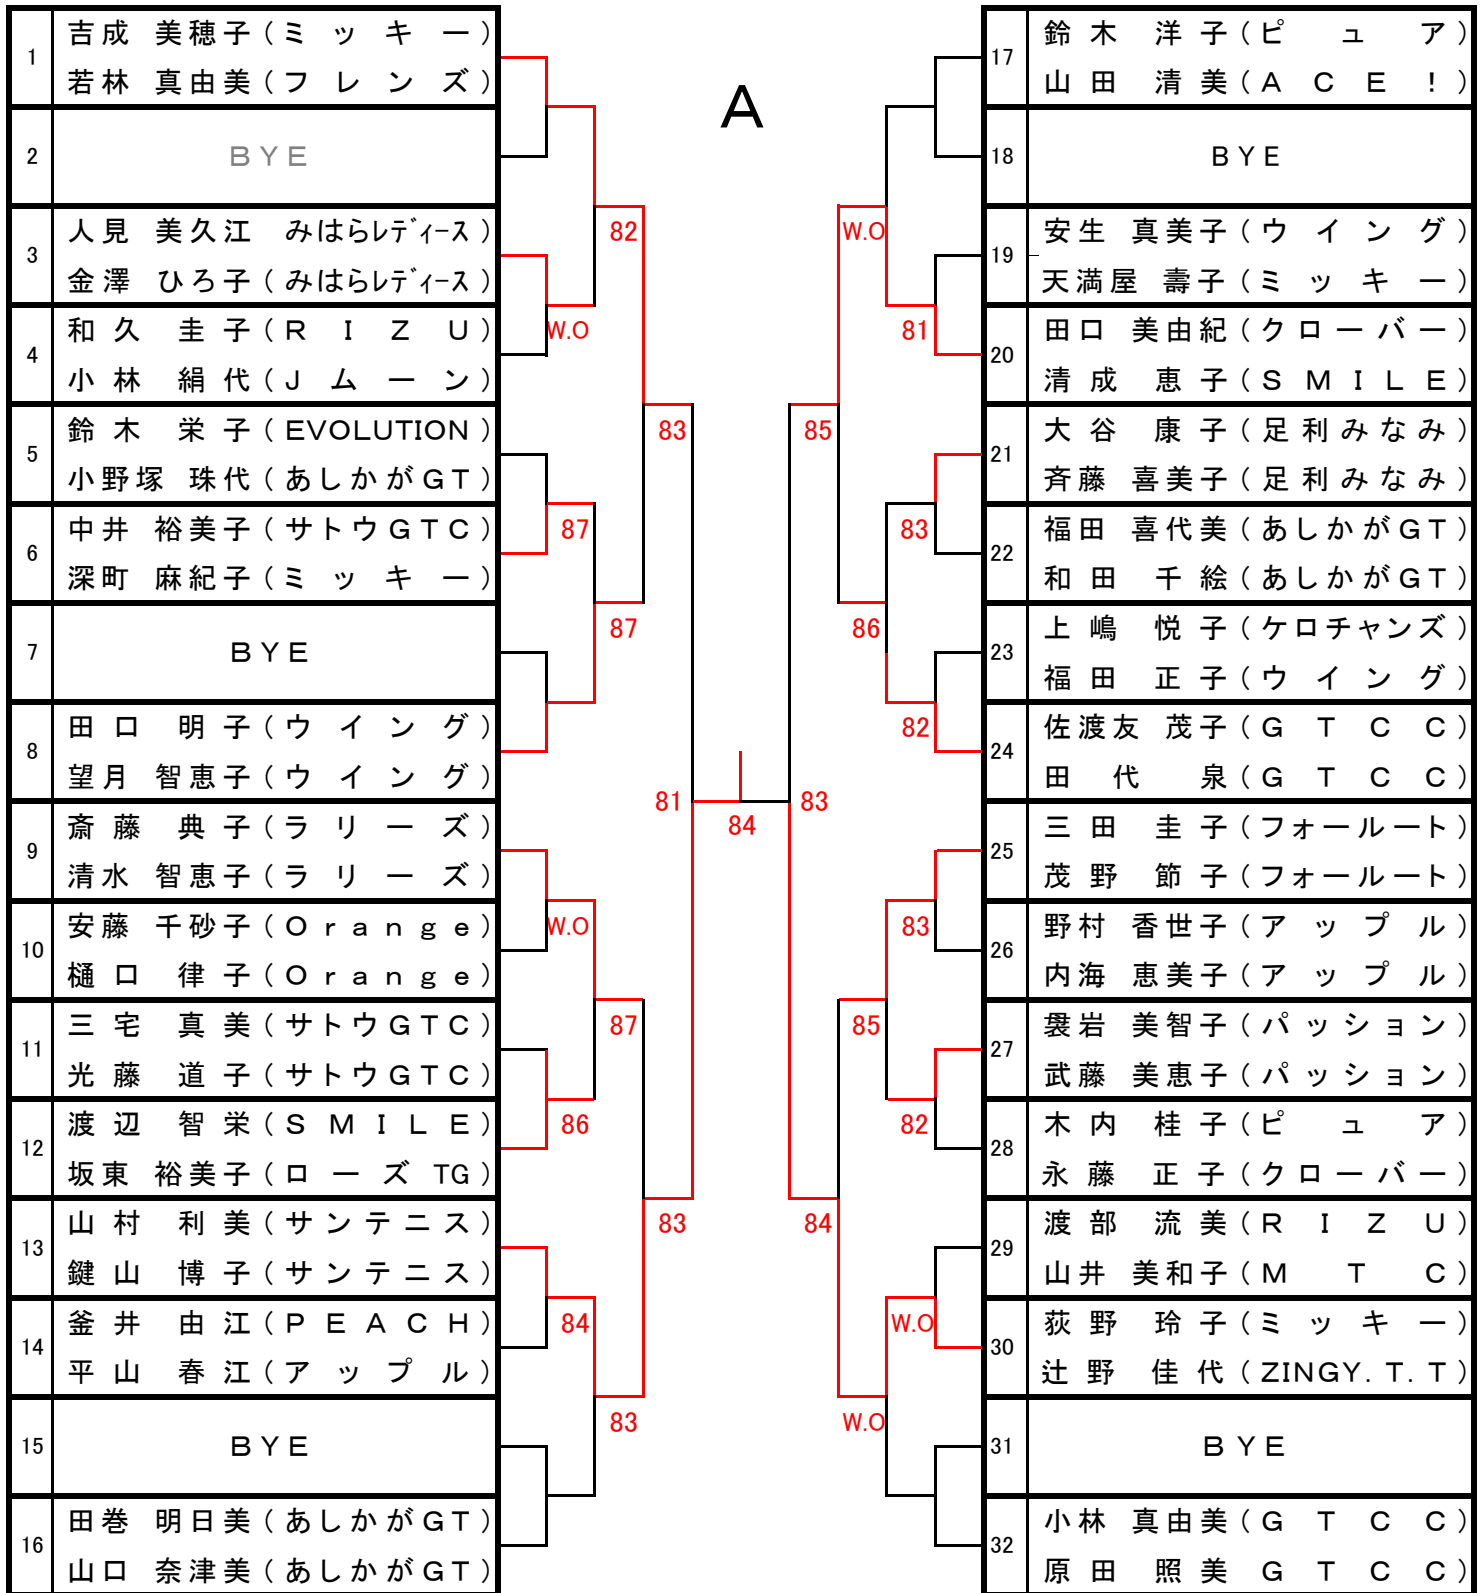 A
1
吉成 美穂子(ミッキー)
若林 真由美(フレンズ)
2
BYE
3
人見 美久江 みはらレディース)
金澤 ひろ子(みはらレディース)
4
和久 圭子(RIZU)
小林 絹代(Jムーン)
5
鈴木 栄子(EVOLUTION)
小野塚 珠代(あしかがGT)
6
中井 裕美子(サトウGTC)
深町 麻紀子(ミッキー)
7
BYE
8
田口 明子(ウイング)
望月 智恵子(ウイング)
9
斎藤 典子(ラリーズ)
清水 智恵子(ラリーズ)
10
安藤 千砂子(Orange)
樋口 律子(Orange)
11
三宅 真美(サトウGTC)
光藤 道子(サトウGTC)
12
渡辺 智栄(SMILE)
坂東 裕美子(ローズTG)
13
山村 利美(サンテニス)
鍵山 博子(サンテニス)
14
釜井 由江(PEACH)
平山 春江(アップル)
15
BYE
16
田巻 明日美(あしかがGT)
山口 奈津美(あしかがGT)
82
W.O
83
87
87
81
84
W.O
87
86
83
84
83
W.O
81
85
83
86
82
83
83
85
82
84
W.O
W.O
17
鈴木 洋子(ピュア)
山田 清美(ACE!)
18
BYE
19
安生 真美子(ウイング)
天満屋 壽子(ミッキー)
20
田口 美由紀(クローバー)
清成 恵子(SMILE)
21
大谷 康子(足利みなみ)
斉藤 喜美子(足利みなみ)
22
福田 喜代美(あしかがGT)
和田 千絵(あしかがGT)
23
上嶋 悦子(ケロチャンズ)
福田 正子(ウイング)
24
佐渡友 茂子(GTCC)
田代 泉(GTCC)
25
三田 圭子(フォールート)
茂野 節子(フォールート)
26
野村 香世子(アップル)
内海 恵美子(アップル)
27
岩 美智子(パッション)
武藤 美恵子(パッション)
28
木内 桂子(ピュア)
永藤 正子(クローバー)
29
渡部 流美(RIZU)
山井 美和子(MTC)
30
荻野 玲子(ミッキー)
辻野 佳代(ZINGY.T.T)
31
BYE
32
小林 真由美(GTCC)
原田 照美 GTCC)